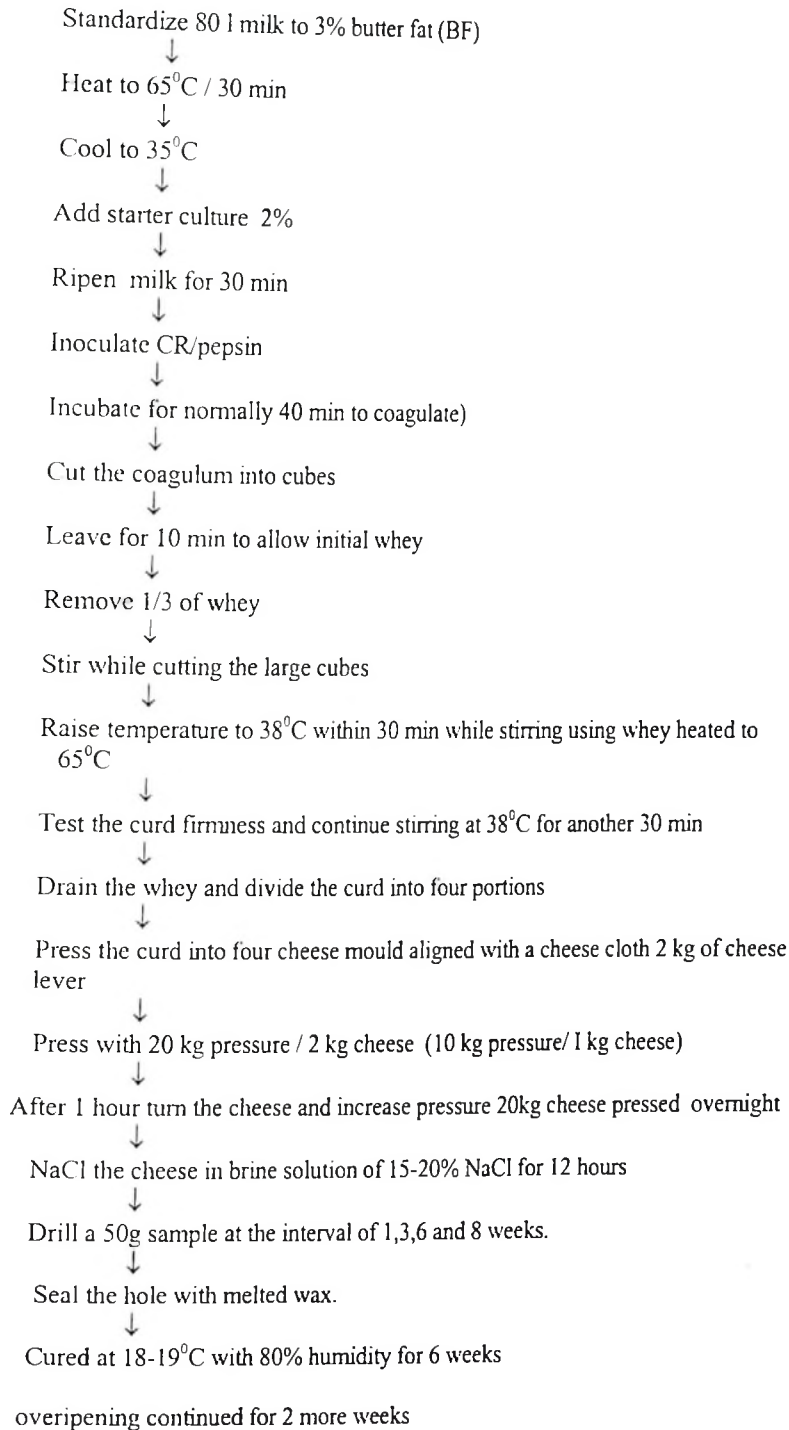 Standardize 80 l milk to 3% butter fat (BF)
↓
Heat to 65⁰C / 30 min
↓
Cool to 35⁰C
↓
Add starter culture 2%
↓
Ripen milk for 30 min
↓
Inoculate CR/pepsin
↓
Incubate for normally 40 min to coagulate)
↓
Cut the coagulum into cubes
↓
Leave for 10 min to allow initial whey
↓
Remove 1/3 of whey
↓
Stir while cutting the large cubes
↓
Raise temperature to 38⁰C within 30 min while stirring using whey heated to
65⁰C
↓
Test the curd firmness and continue stirring at 38⁰C for another 30 min
↓
Drain the whey and divide the curd into four portions
↓
Press the curd into four cheese mould aligned with a cheese cloth 2 kg of cheese
lever
↓
Press with 20 kg pressure / 2 kg cheese (10 kg pressure/ I kg cheese)
↓
After 1 hour turn the cheese and increase pressure 20kg cheese pressed overnight
↓
NaCl the cheese in brine solution of 15-20% NaCl for 12 hours
↓
Drill a 50g sample at the interval of 1,3,6 and 8 weeks.
↓
Seal the hole with melted wax.
↓
Cured at 18-19⁰C with 80% humidity for 6 weeks
overipening continued for 2 more weeks